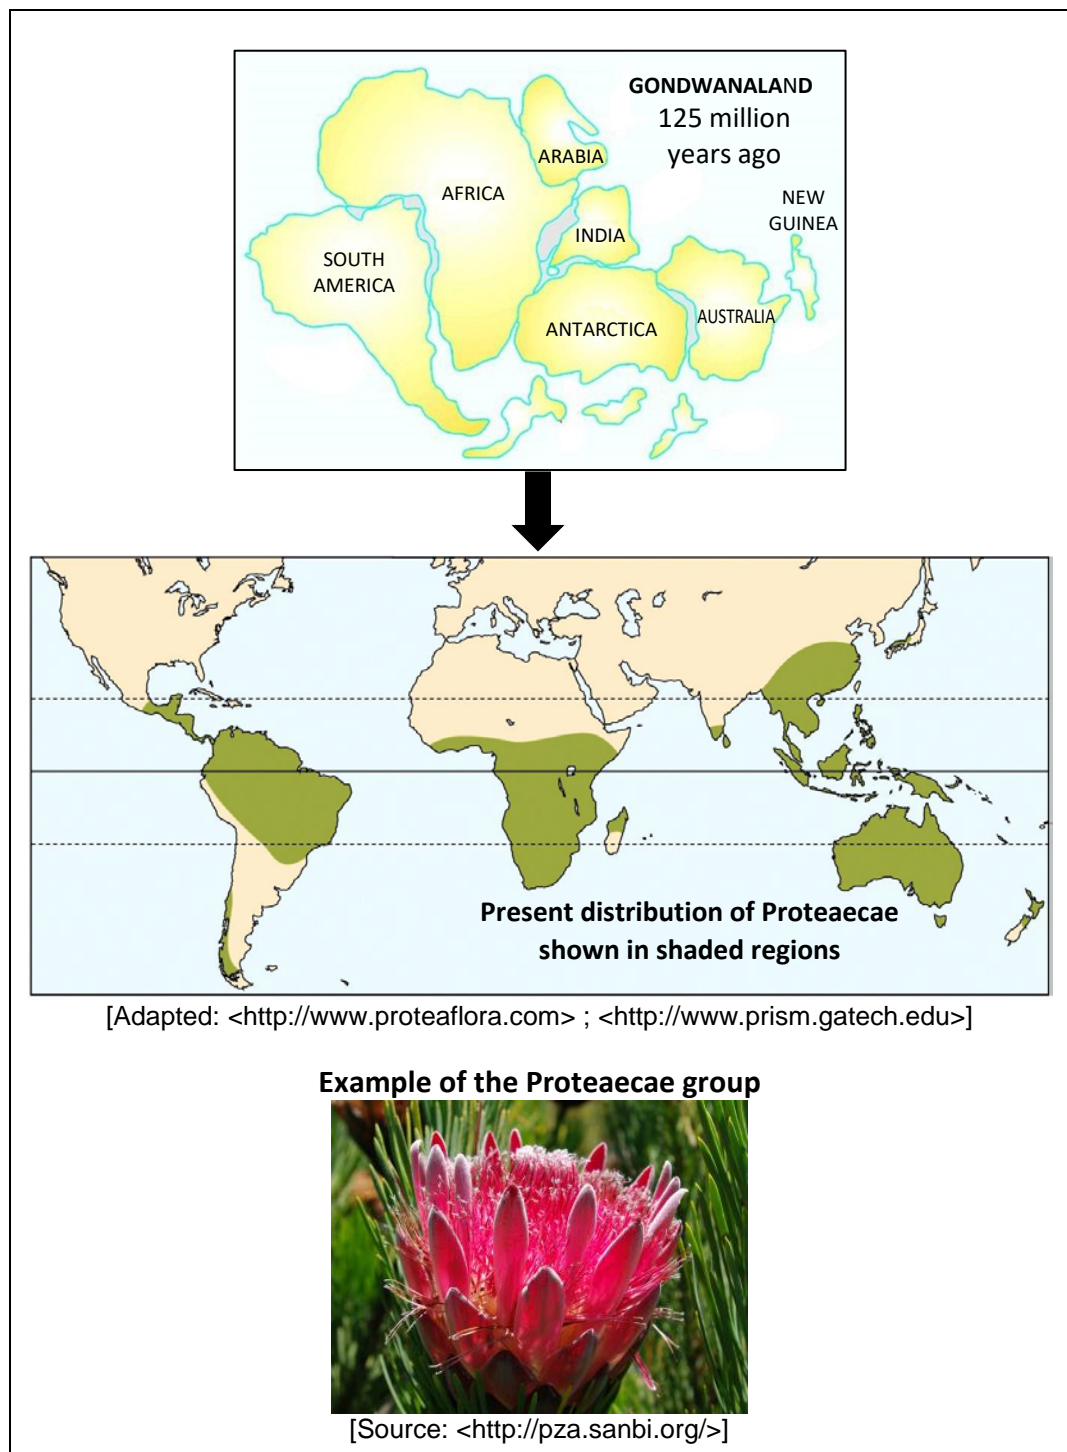 GONDWANALAND
125 million
years ago
ARABIA
AFRICA
NEW
GUINEA
INDIA
SOUTH
AMERICA
ANTARCTICA
AUSTRALIA
Present distribution of Proteaecae
shown in shaded regions
[Adapted: <http://www.proteaflora.com> ; <http://www.prism.gatech.edu>]
Example of the Proteaecae group
[Source: <http://pza.sanbi.org/>]